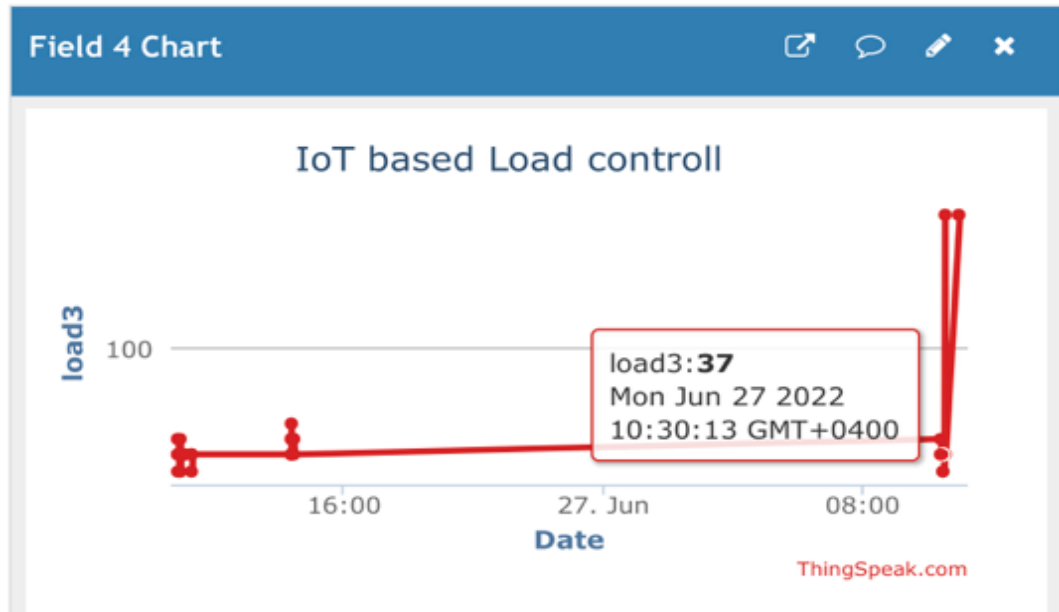 Field 4 Chart
IoT based Load controll
load3
100
load3:37
Mon Jun 27 2022
10:30:13 GMT+0400
16:00
27. Jun
08:00
Date
ThingSpeak.com